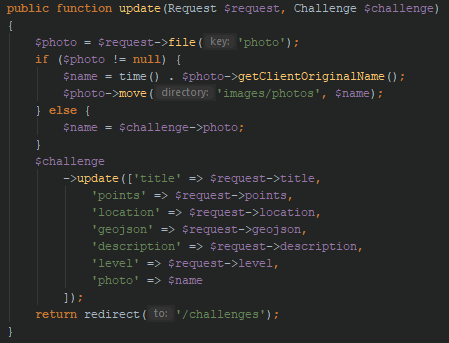 public function update(Request $request, Challenge $challenge)
{
    $photo = $request->file( key: 'photo');
    if ($photo != null) {
        $name = time() . $photo->getClientOriginalName();
        $photo->move( directory: 'images/photos', $name);
    } else {
        $name = $challenge->photo;
    }
    $challenge
        ->update(['title' => $request->title,
            'points' => $request->points,
            'location' => $request->location,
            'geojson' => $request->geojson,
            'description' => $request->description,
            'level' => $request->level,
            'photo' => $name
        ]);
    return redirect( to: '/challenges');
}